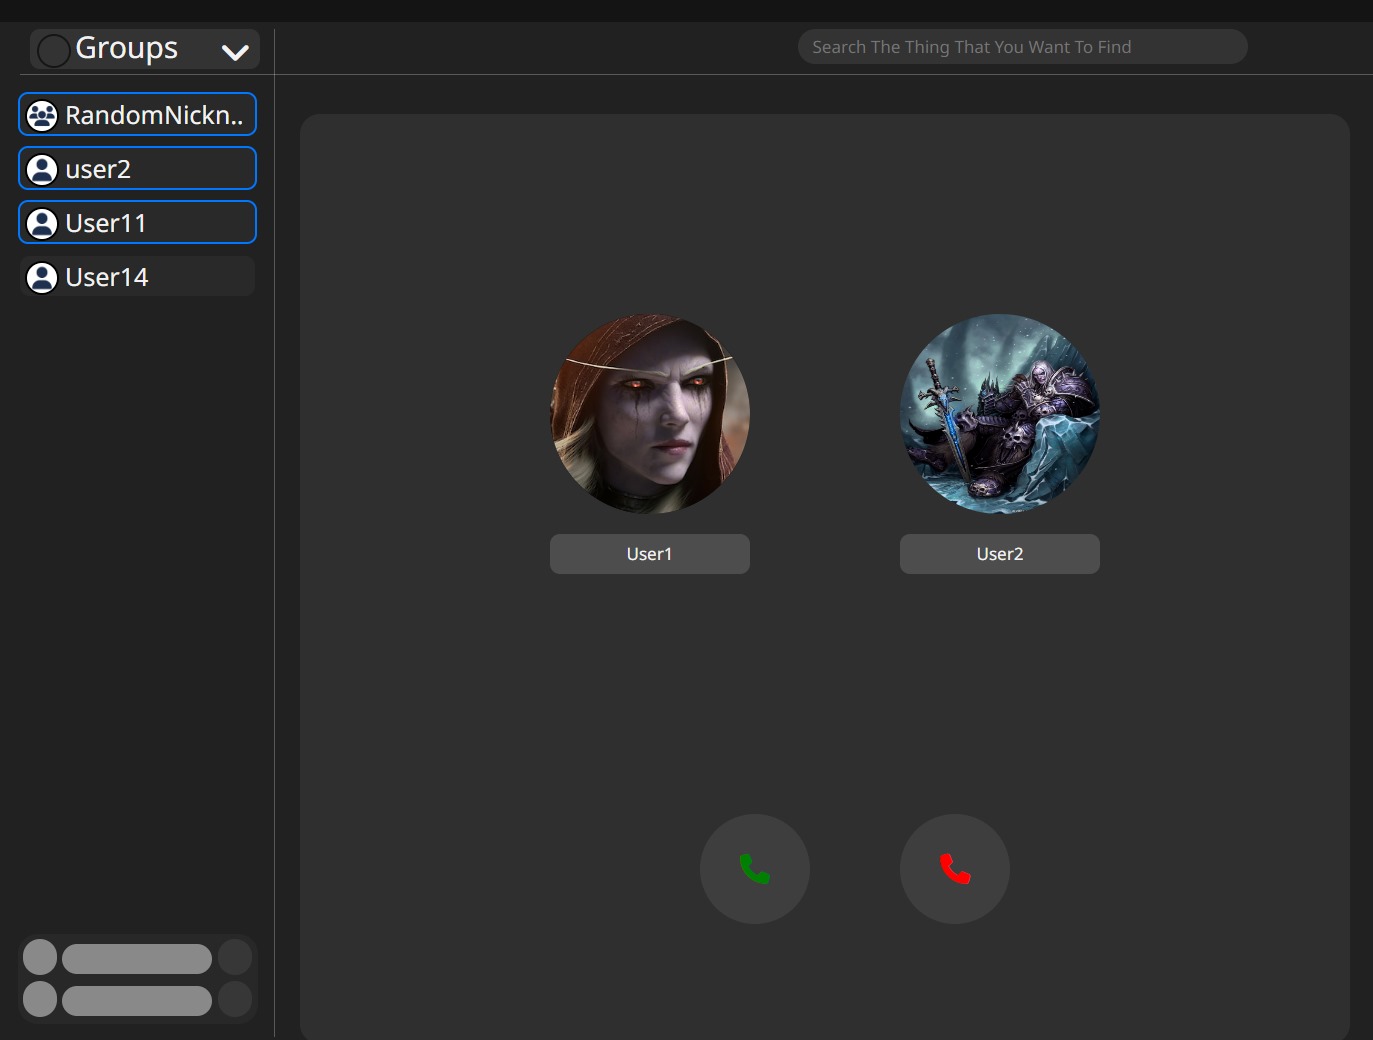 Groups
Search The Thing That You Want To Find
RandomNickn..
user2
User11
User14
User1
User2